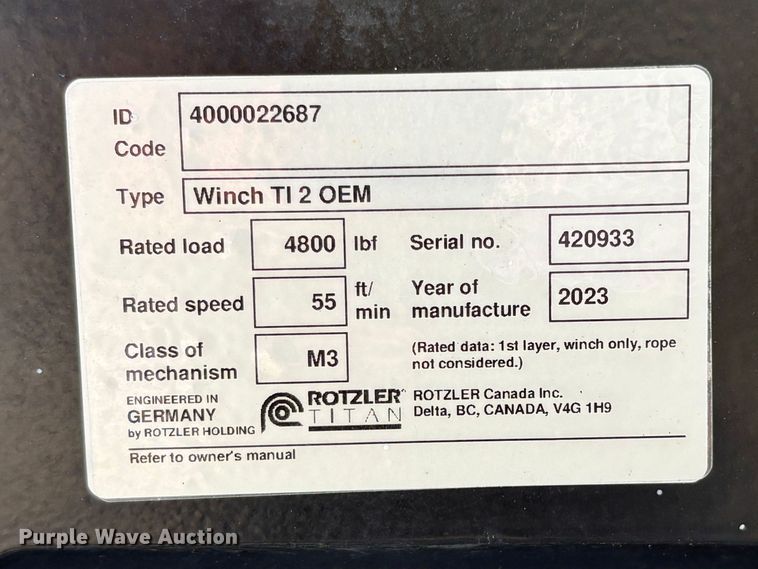 ID 4000022687
Code
Type Winch TI 2 OEM
Rated load 4800 lbf Serial no. 420933
Rated speed 55 ft/ min Year of manufacture 2023
Class of mechanism M3 (Rated data: 1st layer, winch only, rope
not considered.)
ENGINEERED IN
GERMANY
by ROTZLER HOLDING
ROTZLER
TITAN
ROTZLER Canada Inc.
Delta, BC, CANADA, V4G 1H9
Refer to owner's manual
Purple Wave Auction